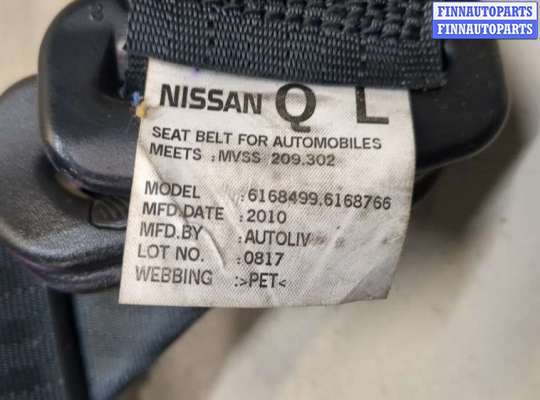 FINNAUTOPARTS
FINNAUTOPARTS
NISSAN Q L
SEAT BELT FOR AUTOMOBILES
MEETS :MVSS 209.302
MODEL :6168499.6168766
MFD.DATE :2010
MFD.BY :AUTOLIV
LOT NO. :0817
WEBBING :>PET<